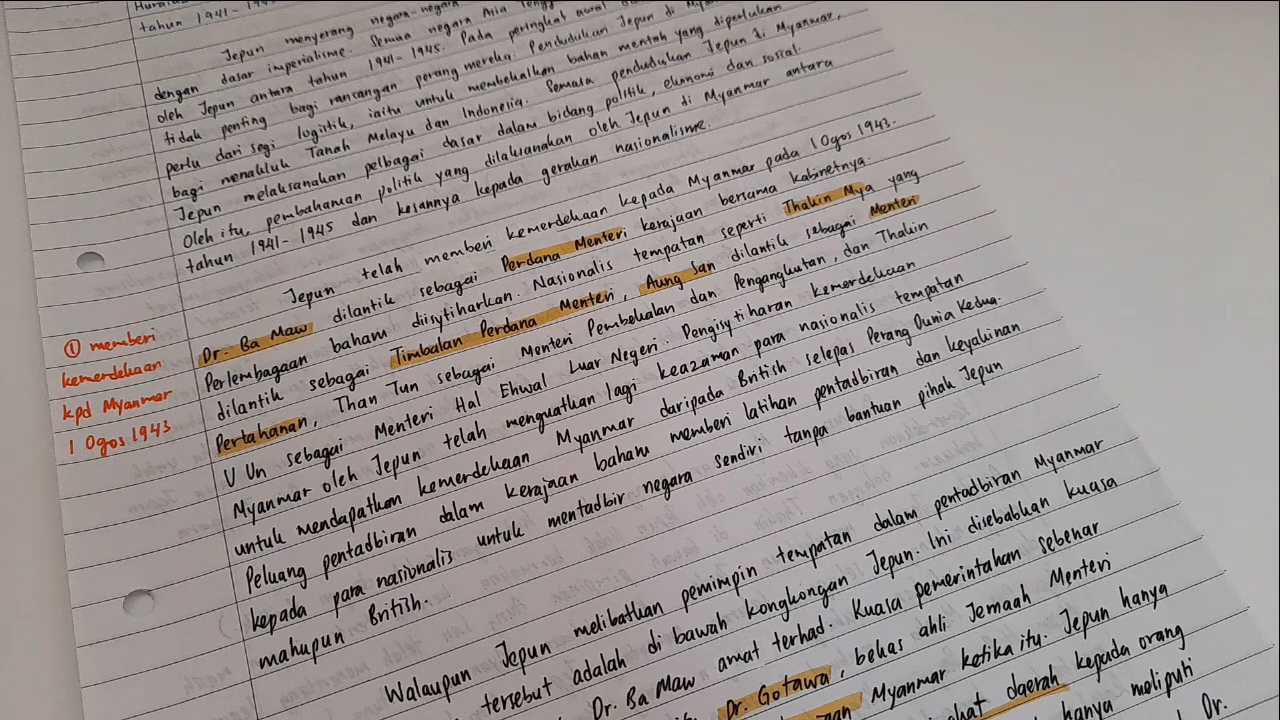 tahun 1941-1945
Jepun menyerang negara-negara
dengan dasar imperialisme. Semua negara Asia
oleh Jepun antara tahun 1941-1945. Pada peringkat awal
tidak penting bagi rancangan perang mereka. Pendudukan Jepun di
perlu dari segi logistik, iaitu untuk membekalkan bahan mentah yang diperlukan
bagi menakluk Tanah Melayu dan Indonesia. Semasa pendudukan Jepun di Myanmar,
Jepun melaksanakan pelbagai dasar dalam bidang politik, ekonomi dan sosial.
Oleh itu, pembahaman politik yang dilaksanakan oleh Jepun di Myanmar antara
tahun 1941-1945 dan kesannya kepada gerakan nasionalisme.
Jepun telah memberi kemerdekaan kepada Myanmar pada 1 Ogos 1943.
Dr. Ba Maw dilantik sebagai Perdana Menteri kerajaan bersama kabinetnya.
Perlembagaan baharu diisytiharkan. Nasionalis tempatan seperti Thakin Mya yang
dilantik sebagai Timbalan Perdana Menteri, Aung San dilantik sebagai Menteri
Pertahanan, Than Tun sebagai Menteri Pembekalan dan Pengangkutan, dan Thakin
U Un sebagai Menteri Hal Ehwal Luar Negeri. Pengisytiharan kemerdekaan
Myanmar oleh Jepun telah menguatkan lagi keazaman para nasionalis tempatan
untuk mendapatkan kemerdekaan Myanmar daripada British selepas Perang Dunia Kedua.
Peluang pentadbiran dalam kerajaan baharu memberi latihan pentadbiran dan keyakinan
kepada para nasionalis untuk mentadbir negara sendiri tanpa bantuan pihak Jepun
mahupun British.
① memberi
kemerdekaan
kpd Myanmar
1 Ogos 1943
Walaupun Jepun melibatkan pemimpin tempatan dalam pentadbiran Myanmar
tersebut adalah di bawah kongkongan Jepun. Ini disebabkan kuasa
Dr. Ba Maw amat terhad. Kuasa pemerintahan sebenar
Dr. Gotawa, bekas ahli Jemaah Menteri
Myanmar ketika itu. Jepun hanya
daerah kepada orang
hanya meliputi
Dr.